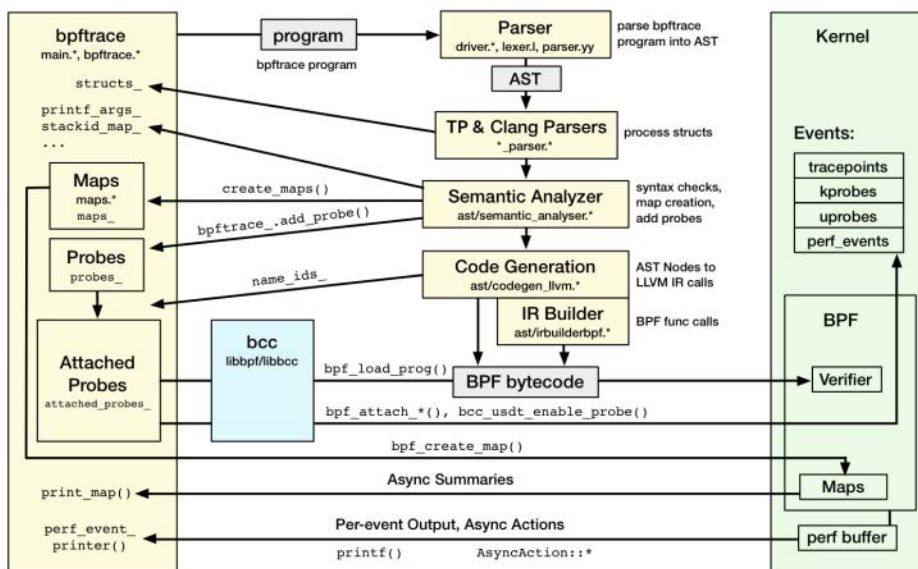 bpftrace
main.*, bpftrace.*
program
bpftrace program
Parser
driver.*, lexer.l, parser.yy
parse bpftrace
program into AST
Kernel
AST
structs_
printf_args_
stackid_map_
...
TP & Clang Parsers
*_parser.*
process structs
Events:
tracepoints
kprobes
uprobes
perf_events
Maps
maps.*
maps_
create_maps()
Semantic Analyzer
ast/semantic_analyser.*
syntax checks,
map creation,
add probes
bpftrace_.add_probe()
Probes
probes_
name_ids_
Code Generation
ast/codegen_llvm.*
AST Nodes to
LLVM IR calls
IR Builder
ast/irbuilderbpf.*
BPF func calls
BPF
Attached
Probes
attached_probes_
bcc
libbpf/libbcc
bpf_load_prog()
BPF bytecode
Verifier
bpf_attach_*(), bcc_usdt_enable_probe()
bpf_create_map()
Async Summaries
print_map()
Maps
Per-event Output, Async Actions
perf_event_
printer()
perf buffer
printf()
AsyncAction::*